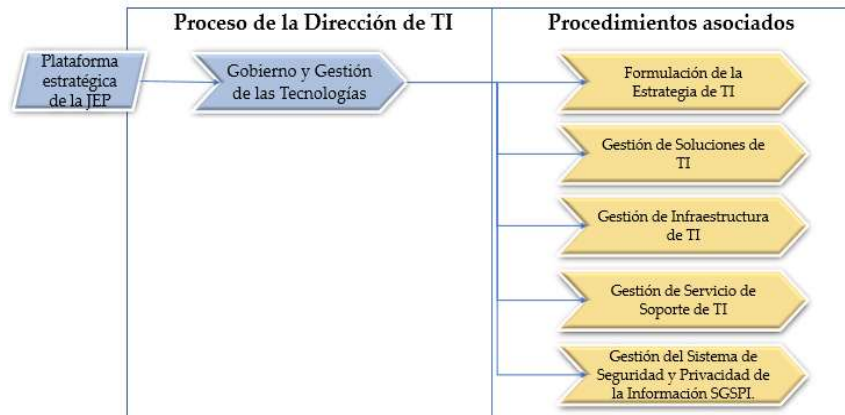 Proceso de la Dirección de TI
Procedimientos asociados
Plataforma
estratégica
de la JEP
Gobierno y Gestión
de las Tecnologías
Formulación de la
Estrategia de TI
Gestión de Soluciones de
TI
Gestión de Infraestructura
de TI
Gestión de Servicio de
Soporte de TI
Gestión del Sistema de
Seguridad y Privacidad de
la Información SGSPI.